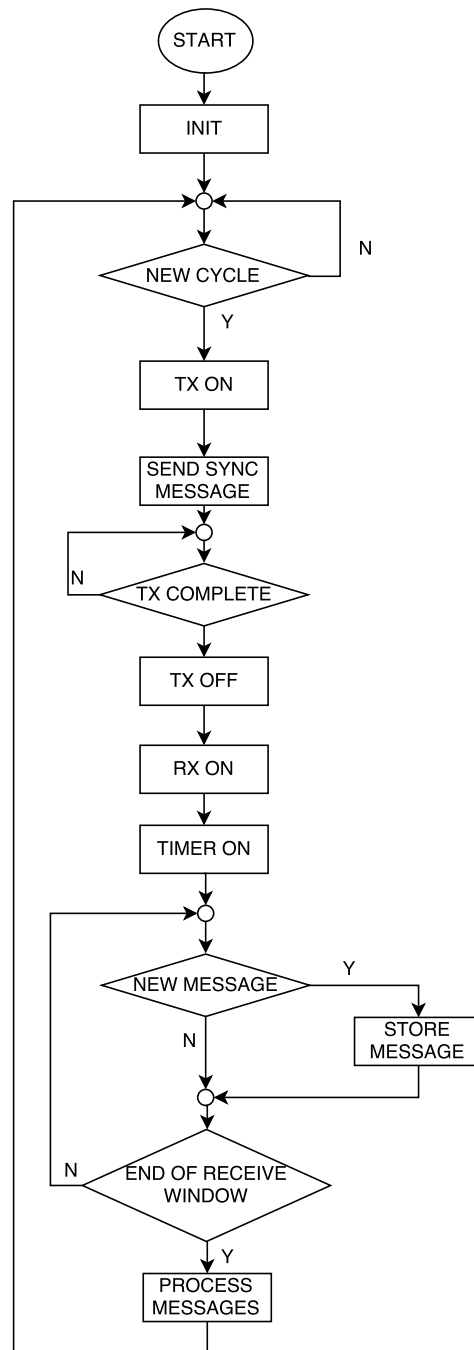 START
INIT
N
NEW CYCLE
Y
TX ON
SEND SYNC
MESSAGE
N
TX COMPLETE
TX OFF
RX ON
TIMER ON
Y
NEW MESSAGE
N
STORE
MESSAGE
N
END OF RECEIVE
WINDOW
Y
PROCESS
MESSAGES